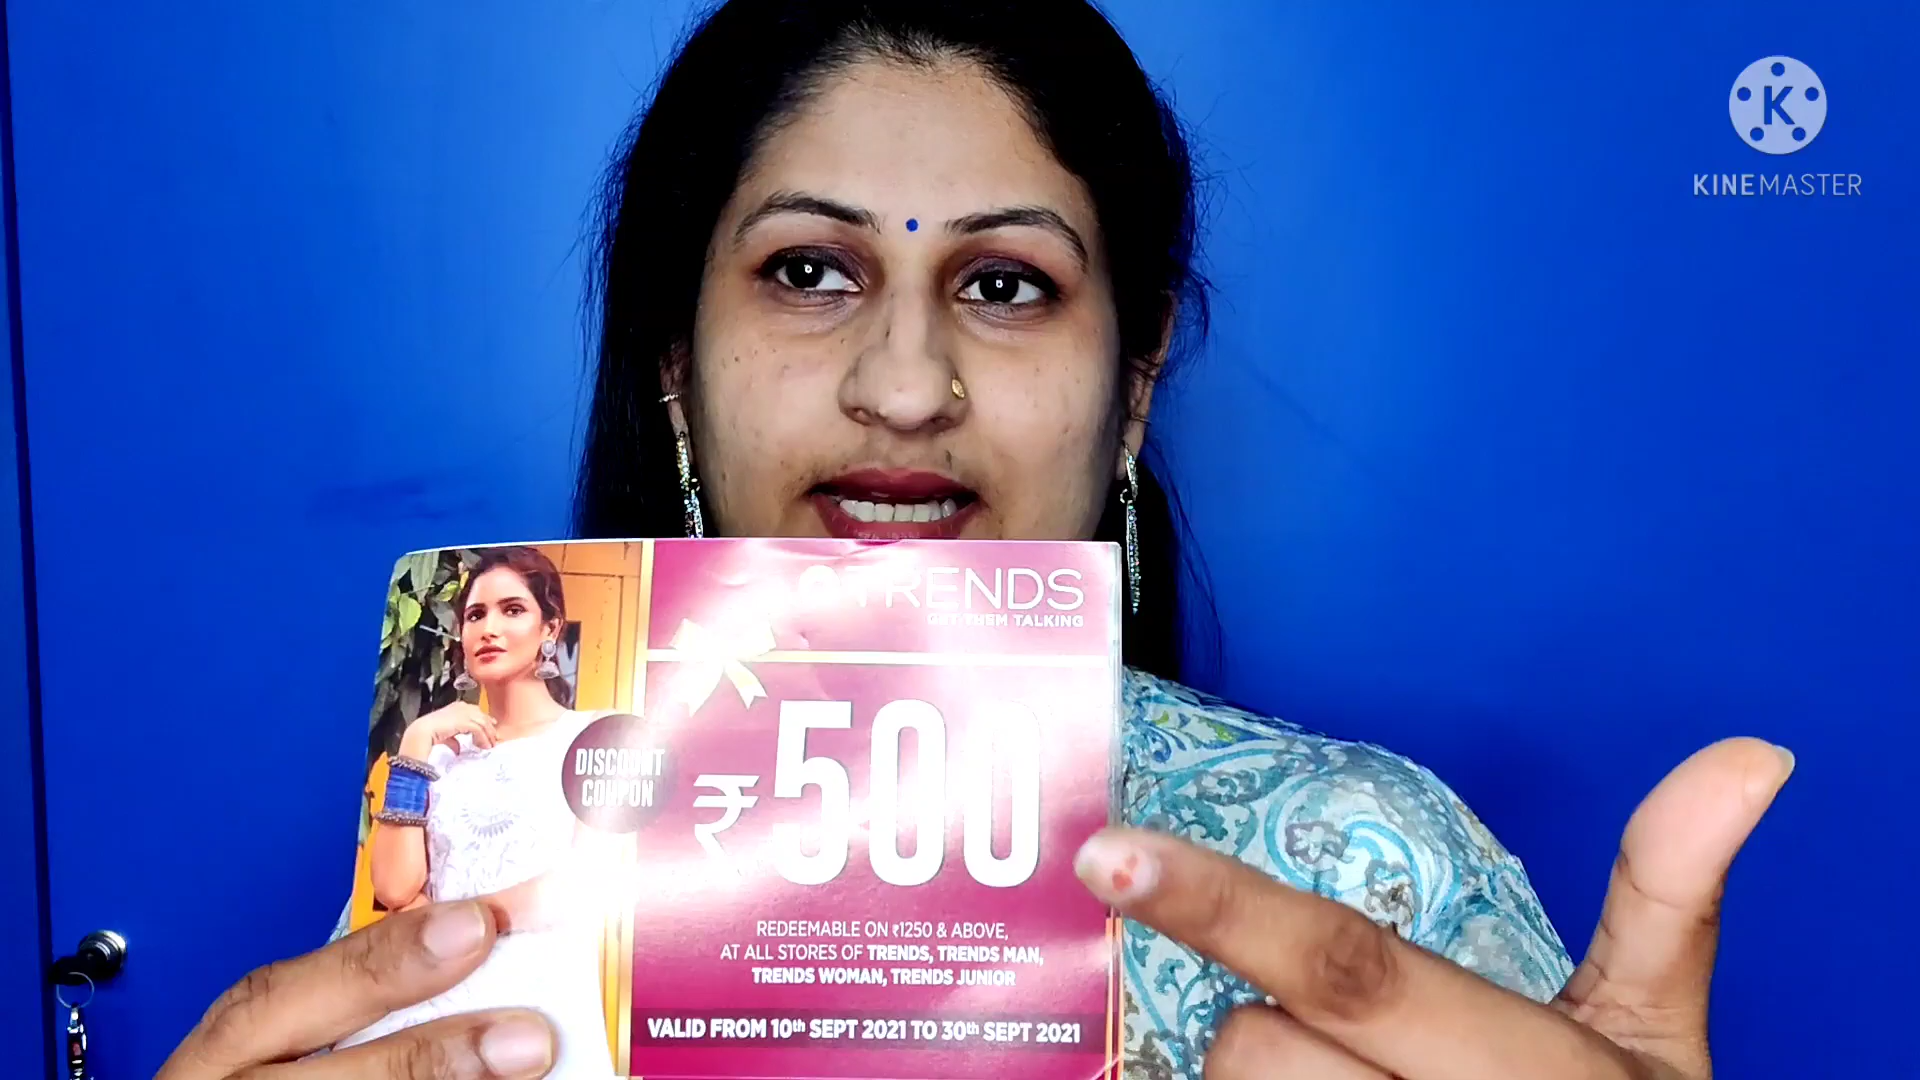 K
KINEMASTER
TRENDS
GET THEM TALKING
DISCOUNT
COUPON
₹500
REDEEMABLE ON ₹1250 & ABOVE,
AT ALL STORES OF TRENDS, TRENDS MAN,
TRENDS WOMAN, TRENDS JUNIOR
VALID FROM 10th SEPT 2021 TO 30th SEPT 2021